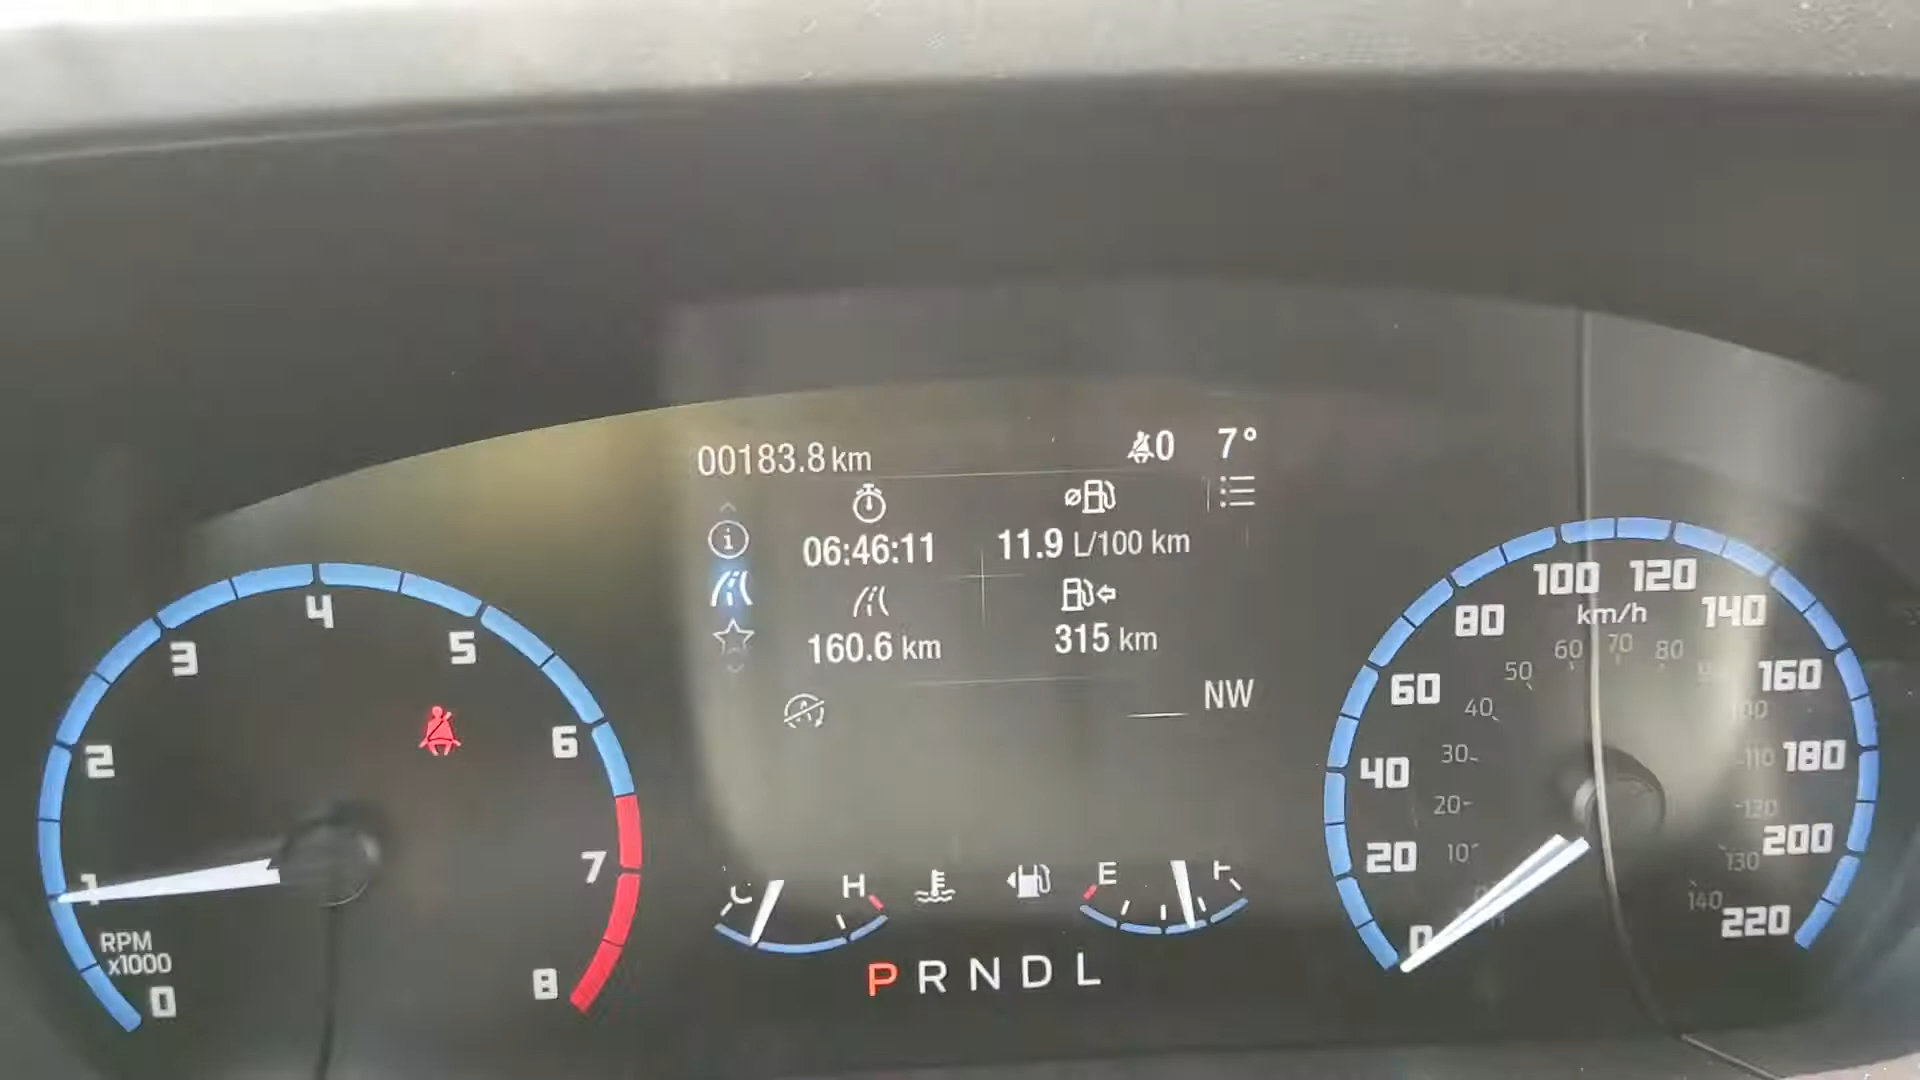 00183.8 km
0 7°
06:46:11 11.9 L/100 km
160.6 km 315 km
NW
0 1 2 3 4 5 6 7 8
RPM
x1000
C H E F
P R N D L
0 20 40 60 80 100 120 140 160 180 200 220
km/h
10 20 30 40 50 60 70 80 100 110 120 130 140